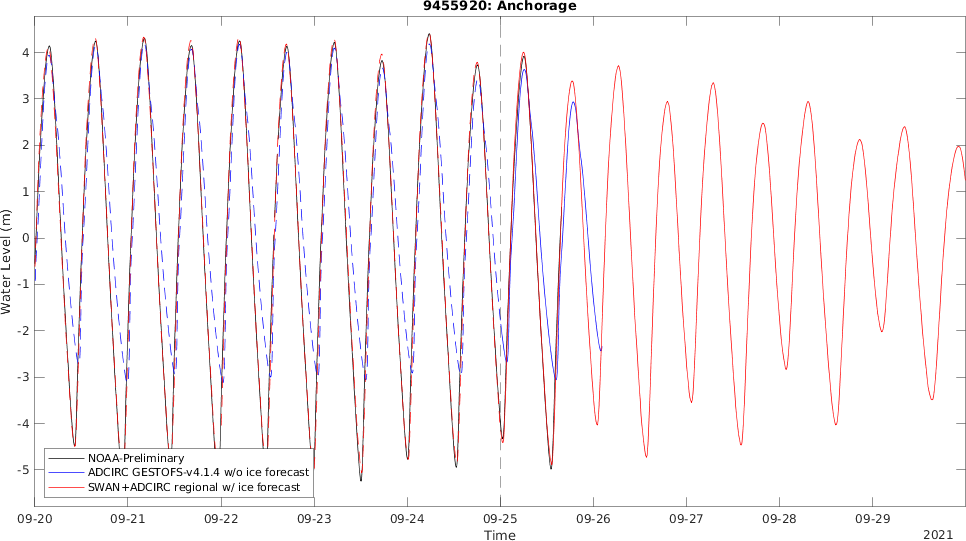 9455920: Anchorage
4
3
2
1
0
-1
-2
-3
-4
-5
Water Level (m)
NOAA-Preliminary
ADCIRC GESTOFS-v4.1.4 w/o ice forecast
SWAN+ADCIRC regional w/ ice forecast
09-20 09-21 09-22 09-23 09-24 09-25 09-26 09-27 09-28 09-29
Time
2021